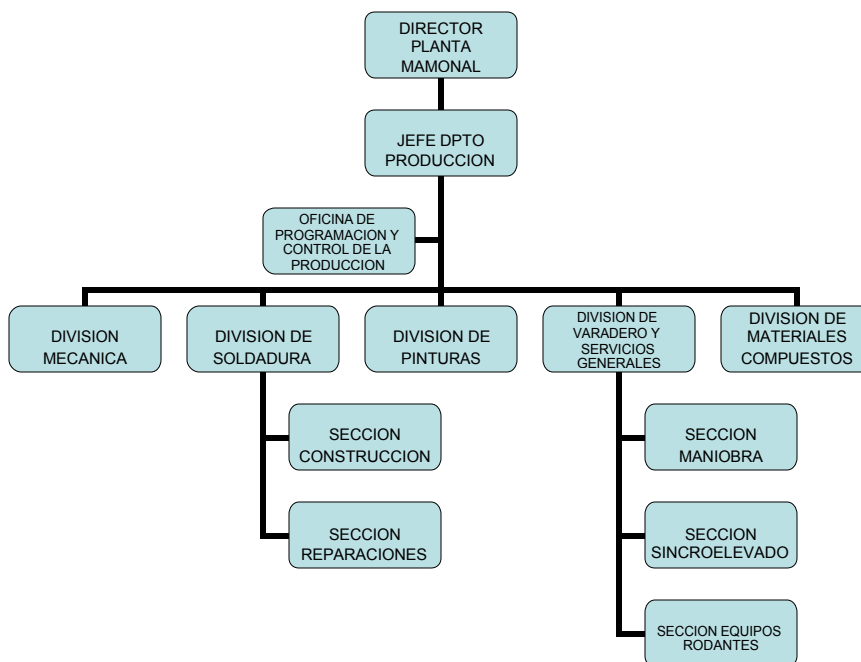 DIRECTOR
PLANTA
MAMONAL
JEFE DPTO
PRODUCCION
OFICINA DE
PROGRAMACION Y
CONTROL DE LA
PRODUCCION
DIVISION
MECANICA
DIVISION DE
SOLDADURA
DIVISION DE
PINTURAS
DIVISION DE
VARADERO Y
SERVICIOS
GENERALES
DIVISION DE
MATERIALES
COMPUESTOS
SECCION
CONSTRUCCION
SECCION
REPARACIONES
SECCION
MANIOBRA
SECCION
SINCROELEVADO
SECCION EQUIPOS
RODANTES